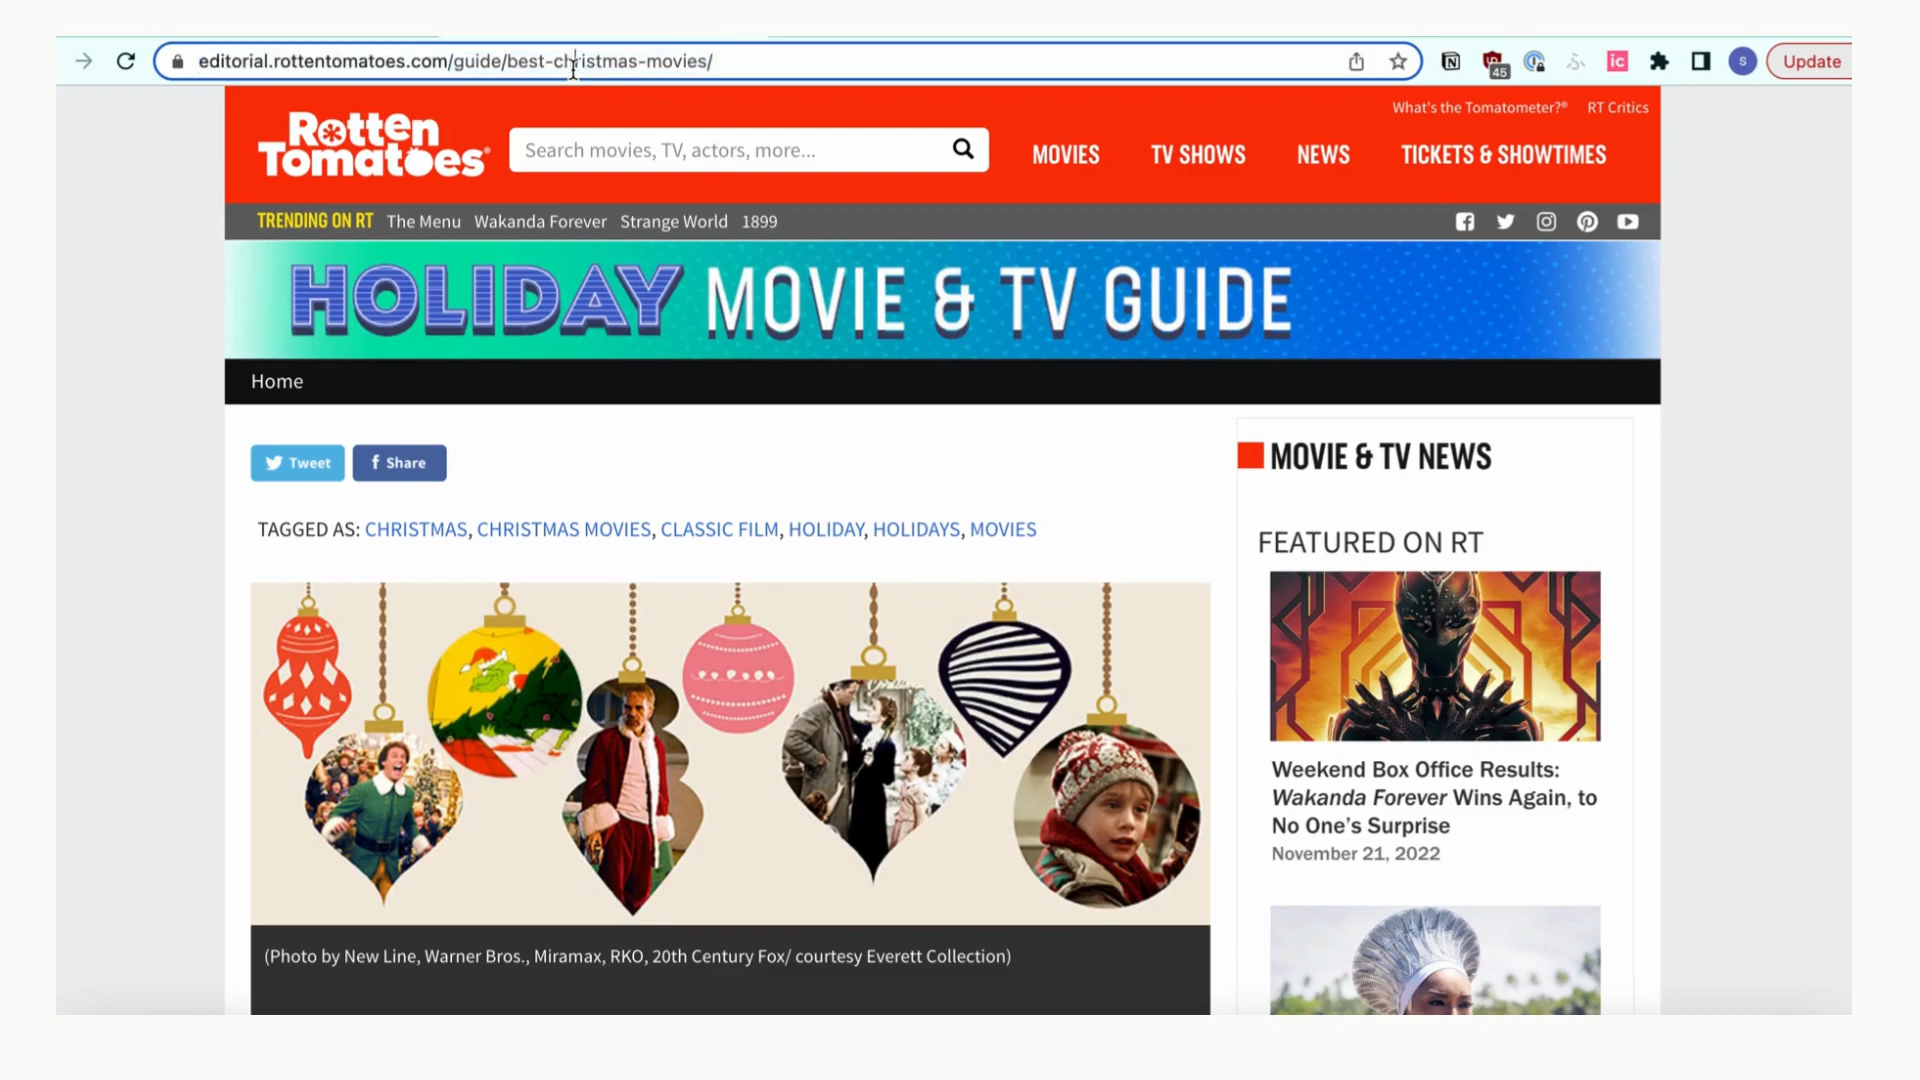 editorial.rottentomatoes.com/guide/best-christmas-movies/
45
ic
S
Update
What's the Tomatometer?®
RT Critics
Rotten
Tomatoes®
Search movies, TV, actors, more...
MOVIES
TV SHOWS
NEWS
TICKETS & SHOWTIMES
TRENDING ON RT
The Menu
Wakanda Forever
Strange World
1899
HOLIDAY MOVIE & TV GUIDE
Home
Tweet
Share
TAGGED AS: CHRISTMAS, CHRISTMAS MOVIES, CLASSIC FILM, HOLIDAY, HOLIDAYS, MOVIES
(Photo by New Line, Warner Bros., Miramax, RKO, 20th Century Fox/ courtesy Everett Collection)
MOVIE & TV NEWS
FEATURED ON RT
Weekend Box Office Results:
Wakanda Forever Wins Again, to
No One's Surprise
November 21, 2022